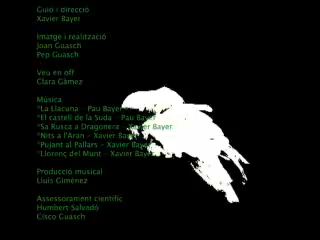 Guio i direcció
Xavier Bayer
Imatge i realització
Joan Guasch
Pep Guasch
Veu en off
Clara Gámez
Música
"La Llacuna - Pau Bayer
"El castell de la Suda - Pau Bayer
"Sa Rusca a Dragonera - Xavier Bayer
"Nits a l'Aran - Xavier Bayer
"Pujant al Pallars - Xavier Bayer
"Llorenç del Munt - Xavier Bayer
Producció musical
Lluís Giménez
Assessorament científic
Humbert Salvadó
Cisco Guasch